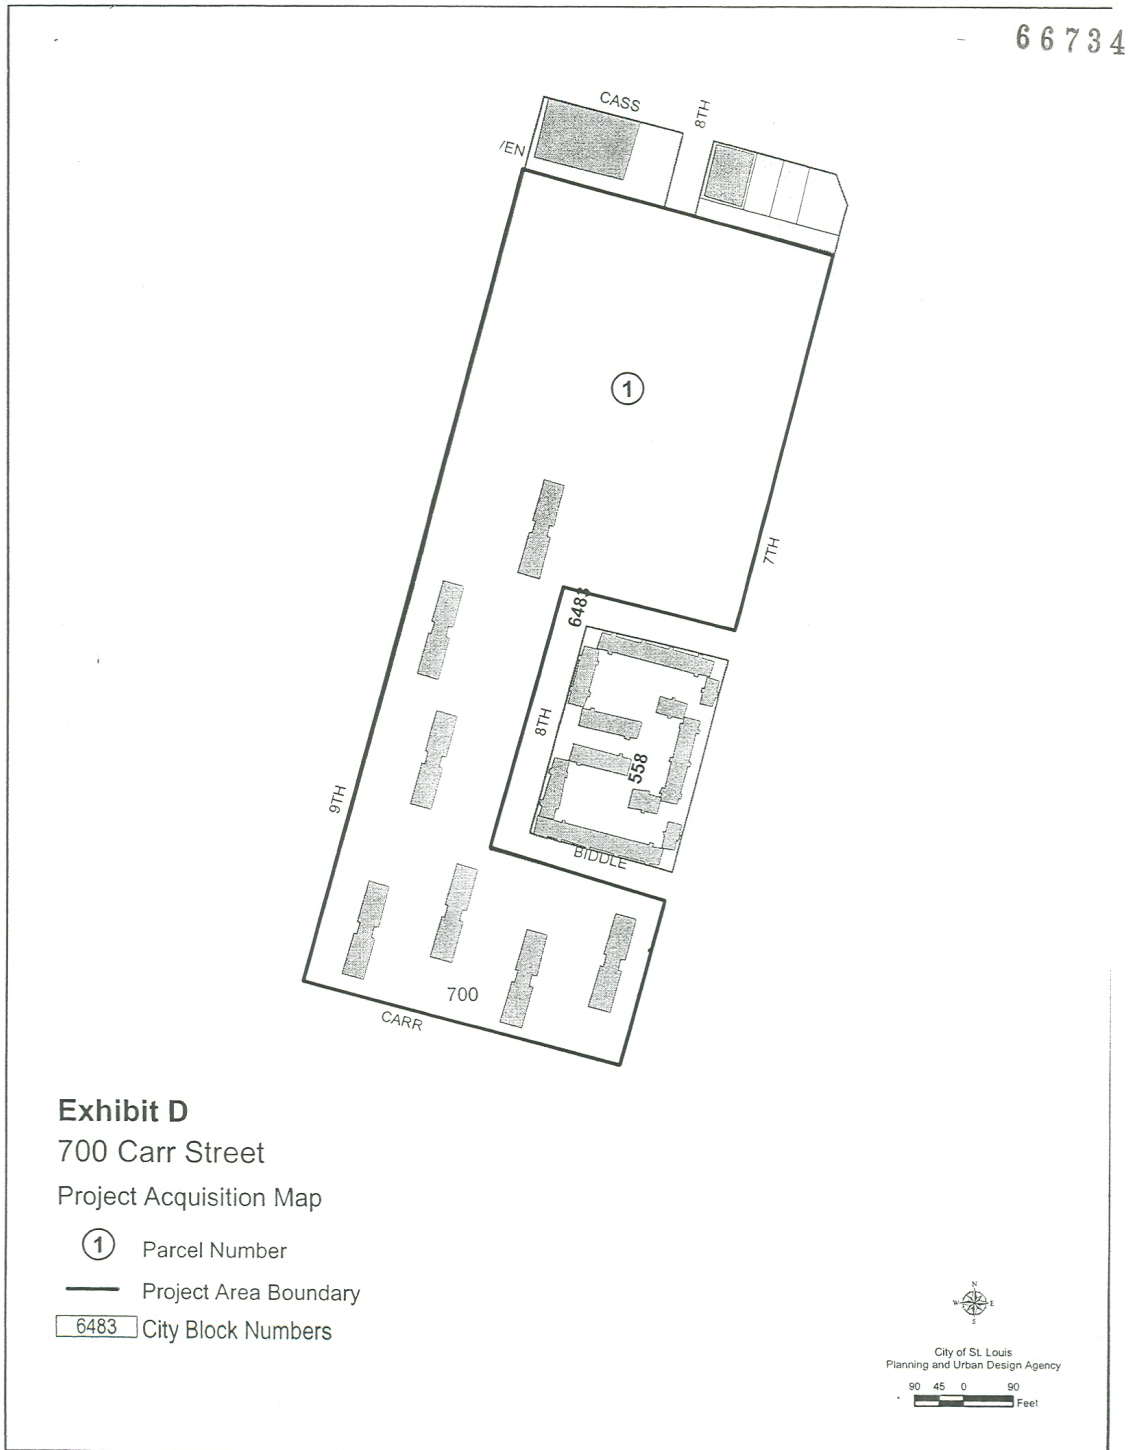 66734
CASS
8TH
/EN
1
7TH
6483
8TH
558
9TH
BIDDLE
700
CARR
Exhibit D
700 Carr Street
Project Acquisition Map
1 Parcel Number
Project Area Boundary
6483 City Block Numbers
N
W E
S
City of St. Louis
Planning and Urban Design Agency
90 45 0 90
Feet